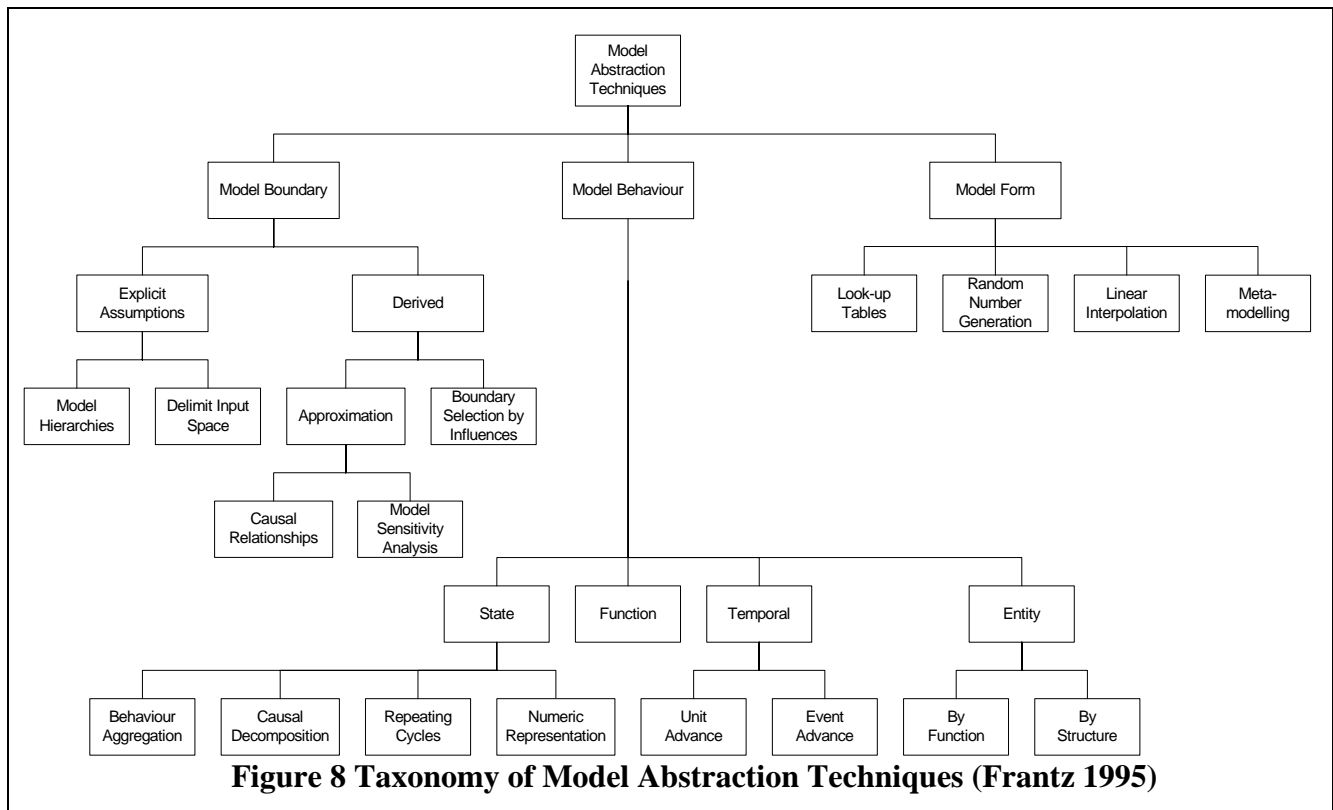 Model
Abstraction
Techniques
Model Boundary
Model Behaviour
Model Form
Explicit
Assumptions
Derived
Look-up
Tables
Random
Number
Generation
Linear
Interpolation
Meta-
modelling
Model
Hierarchies
Delimit Input
Space
Approximation
Boundary
Selection by
Influences
Causal
Relationships
Model
Sensitivity
Analysis
State
Function
Temporal
Entity
Behaviour
Aggregation
Causal
Decomposition
Repeating
Cycles
Numeric
Representation
Unit
Advance
Event
Advance
By
Function
By
Structure
Figure 8 Taxonomy of Model Abstraction Techniques (Frantz 1995)